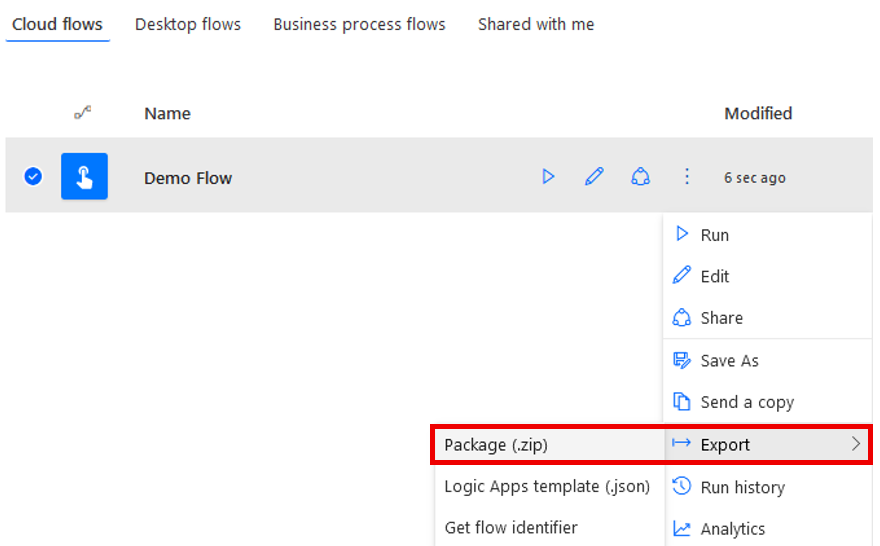 Cloud flows Desktop flows Business process flows Shared with me
Name Modified
Demo Flow 6 sec ago
Run
Edit
Share
Save As
Send a copy
Package (.zip) Export
Logic Apps template (.json) Run history
Get flow identifier Analytics